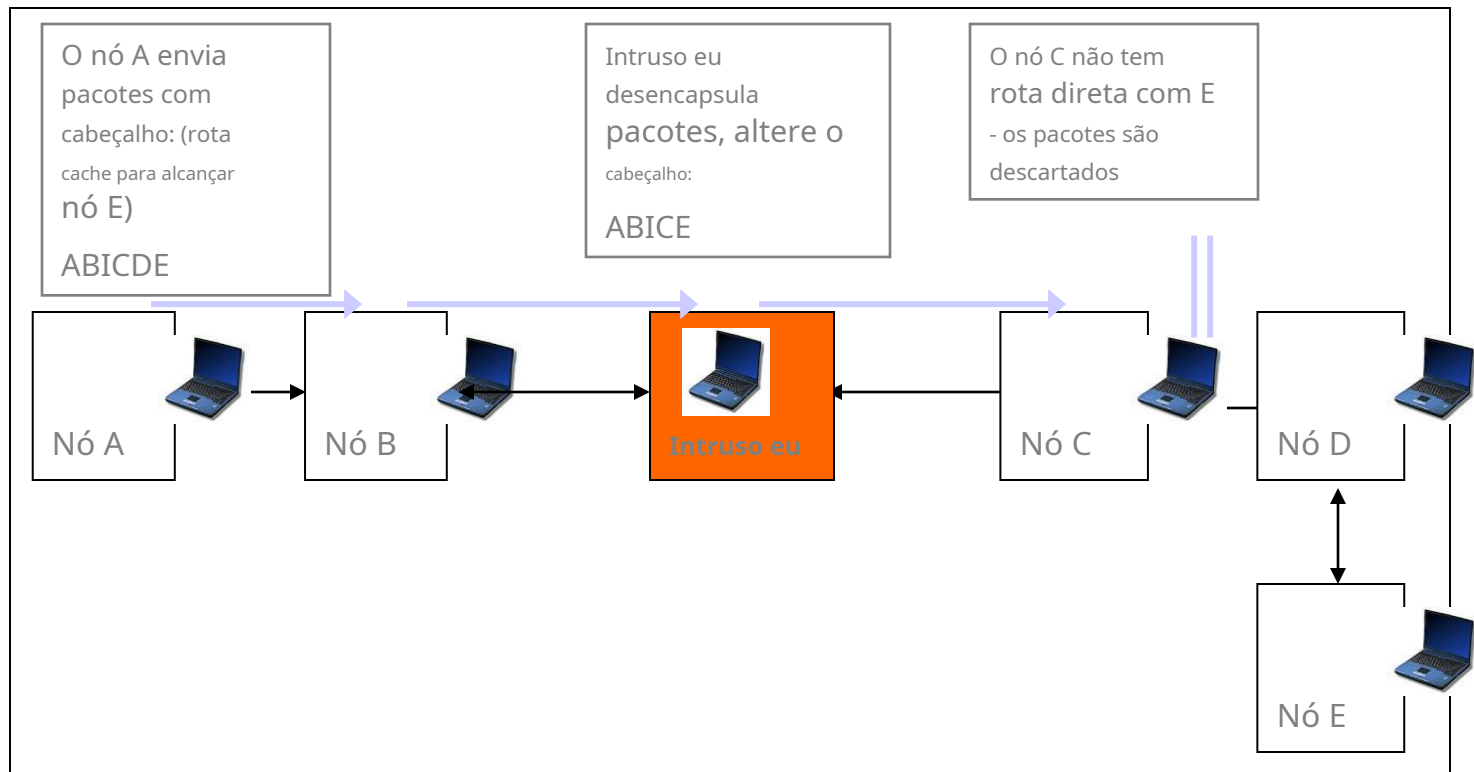 O nó A envia
pacotes com
cabeçalho: (rota
cache para alcançar
nó E)
ABICDE
Intruso eu
desencapsula
pacotes, altere o
cabeçalho:
ABICE
O nó C não tem
rota direta com E
- os pacotes são
descartados
Nó A
Nó B
Intruso eu
Nó C
Nó D
Nó E